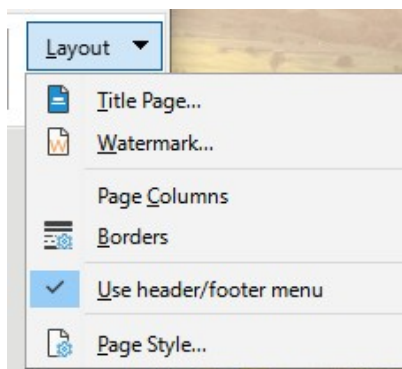 Layout
Title Page...
Watermark...
Page Columns
Borders
Use header/footer menu
Page Style...